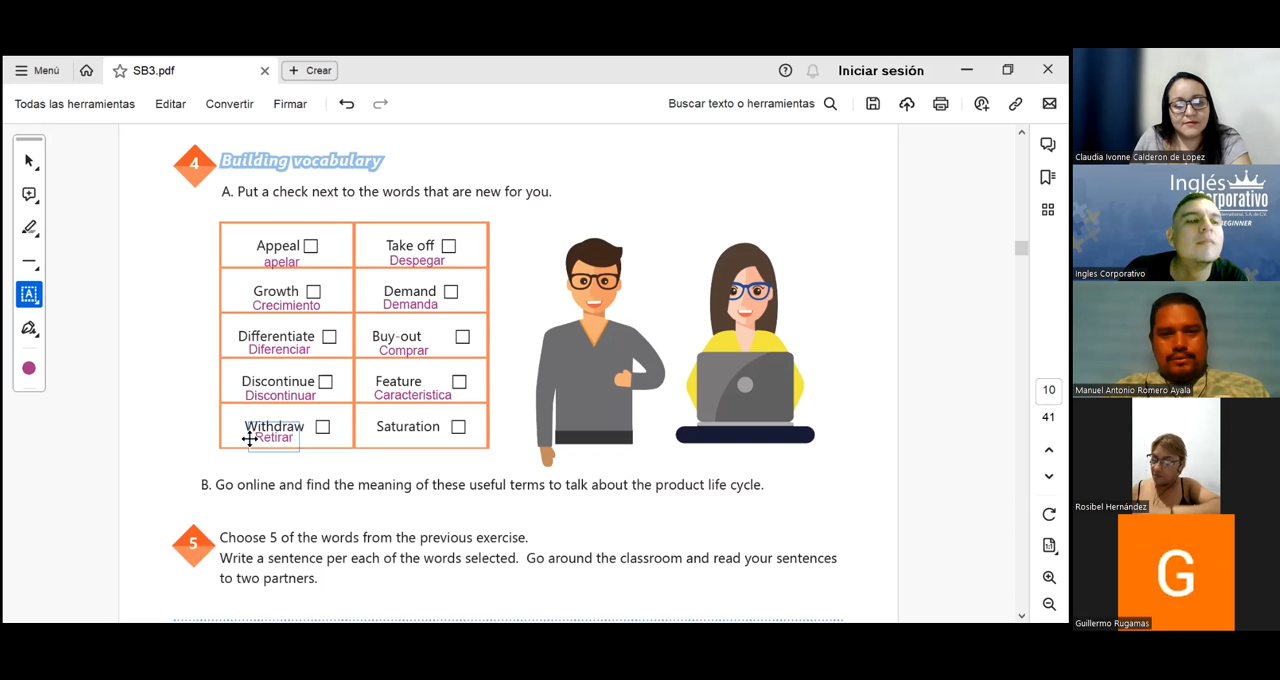 Menú
SB3.pdf
Crear
Iniciar sesión
Todas las herramientas
Editar
Convertir
Firmar
Buscar texto o herramientas
4
Building vocabulary
A. Put a check next to the words that are new for you.
Appeal
Take off
apelar
Despegar
Growth
Demand
Crecimiento
Demanda
Differentiate
Buy-out
Diferenciar
Comprar
Discontinue
Feature
Discontinuar
Caracteristica
Withdraw
Saturation
Retirar
B. Go online and find the meaning of these useful terms to talk about the product life cycle.
5
Choose 5 of the words from the previous exercise.
Write a sentence per each of the words selected. Go around the classroom and read your sentences
to two partners.
10
41
Claudia Ivonne Calderon de Lopez
Inglés
Corporativo
International, S.A. de C.V.
BEGINNER
Ingles Corporativo
Manuel Antonio Romero Ayala
Rosibel Hernández
G
Guillermo Rugamas